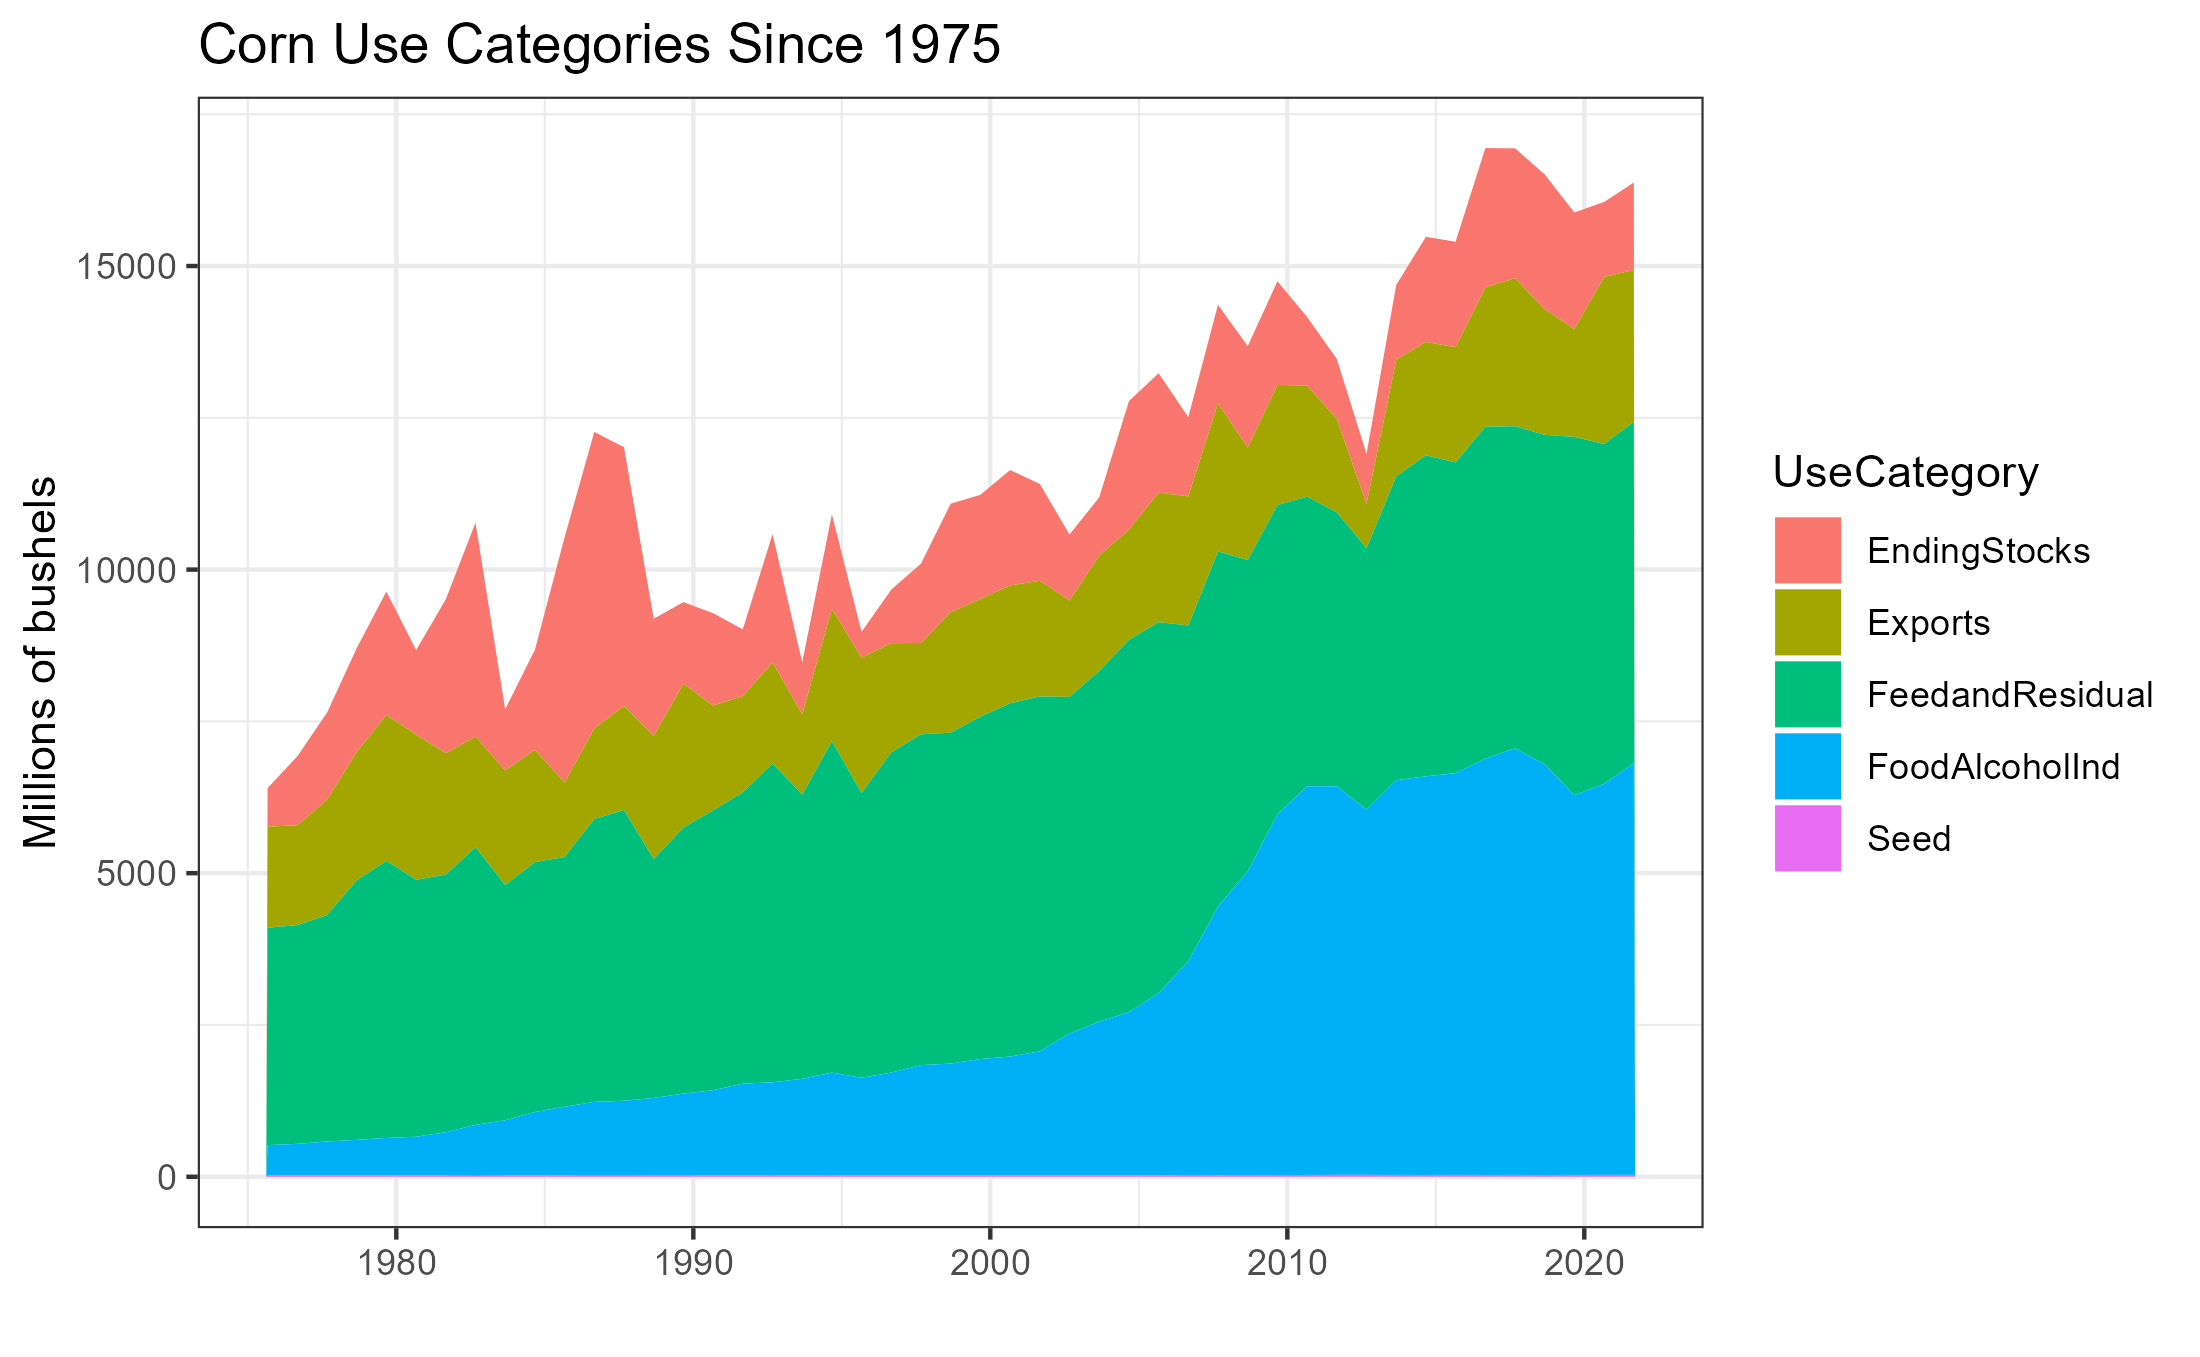 Corn Use Categories Since 1975
Millions of bushels
15000
10000
5000
0
1980
1990
2000
2010
2020
UseCategory
EndingStocks
Exports
FeedandResidual
FoodAlcoholInd
Seed